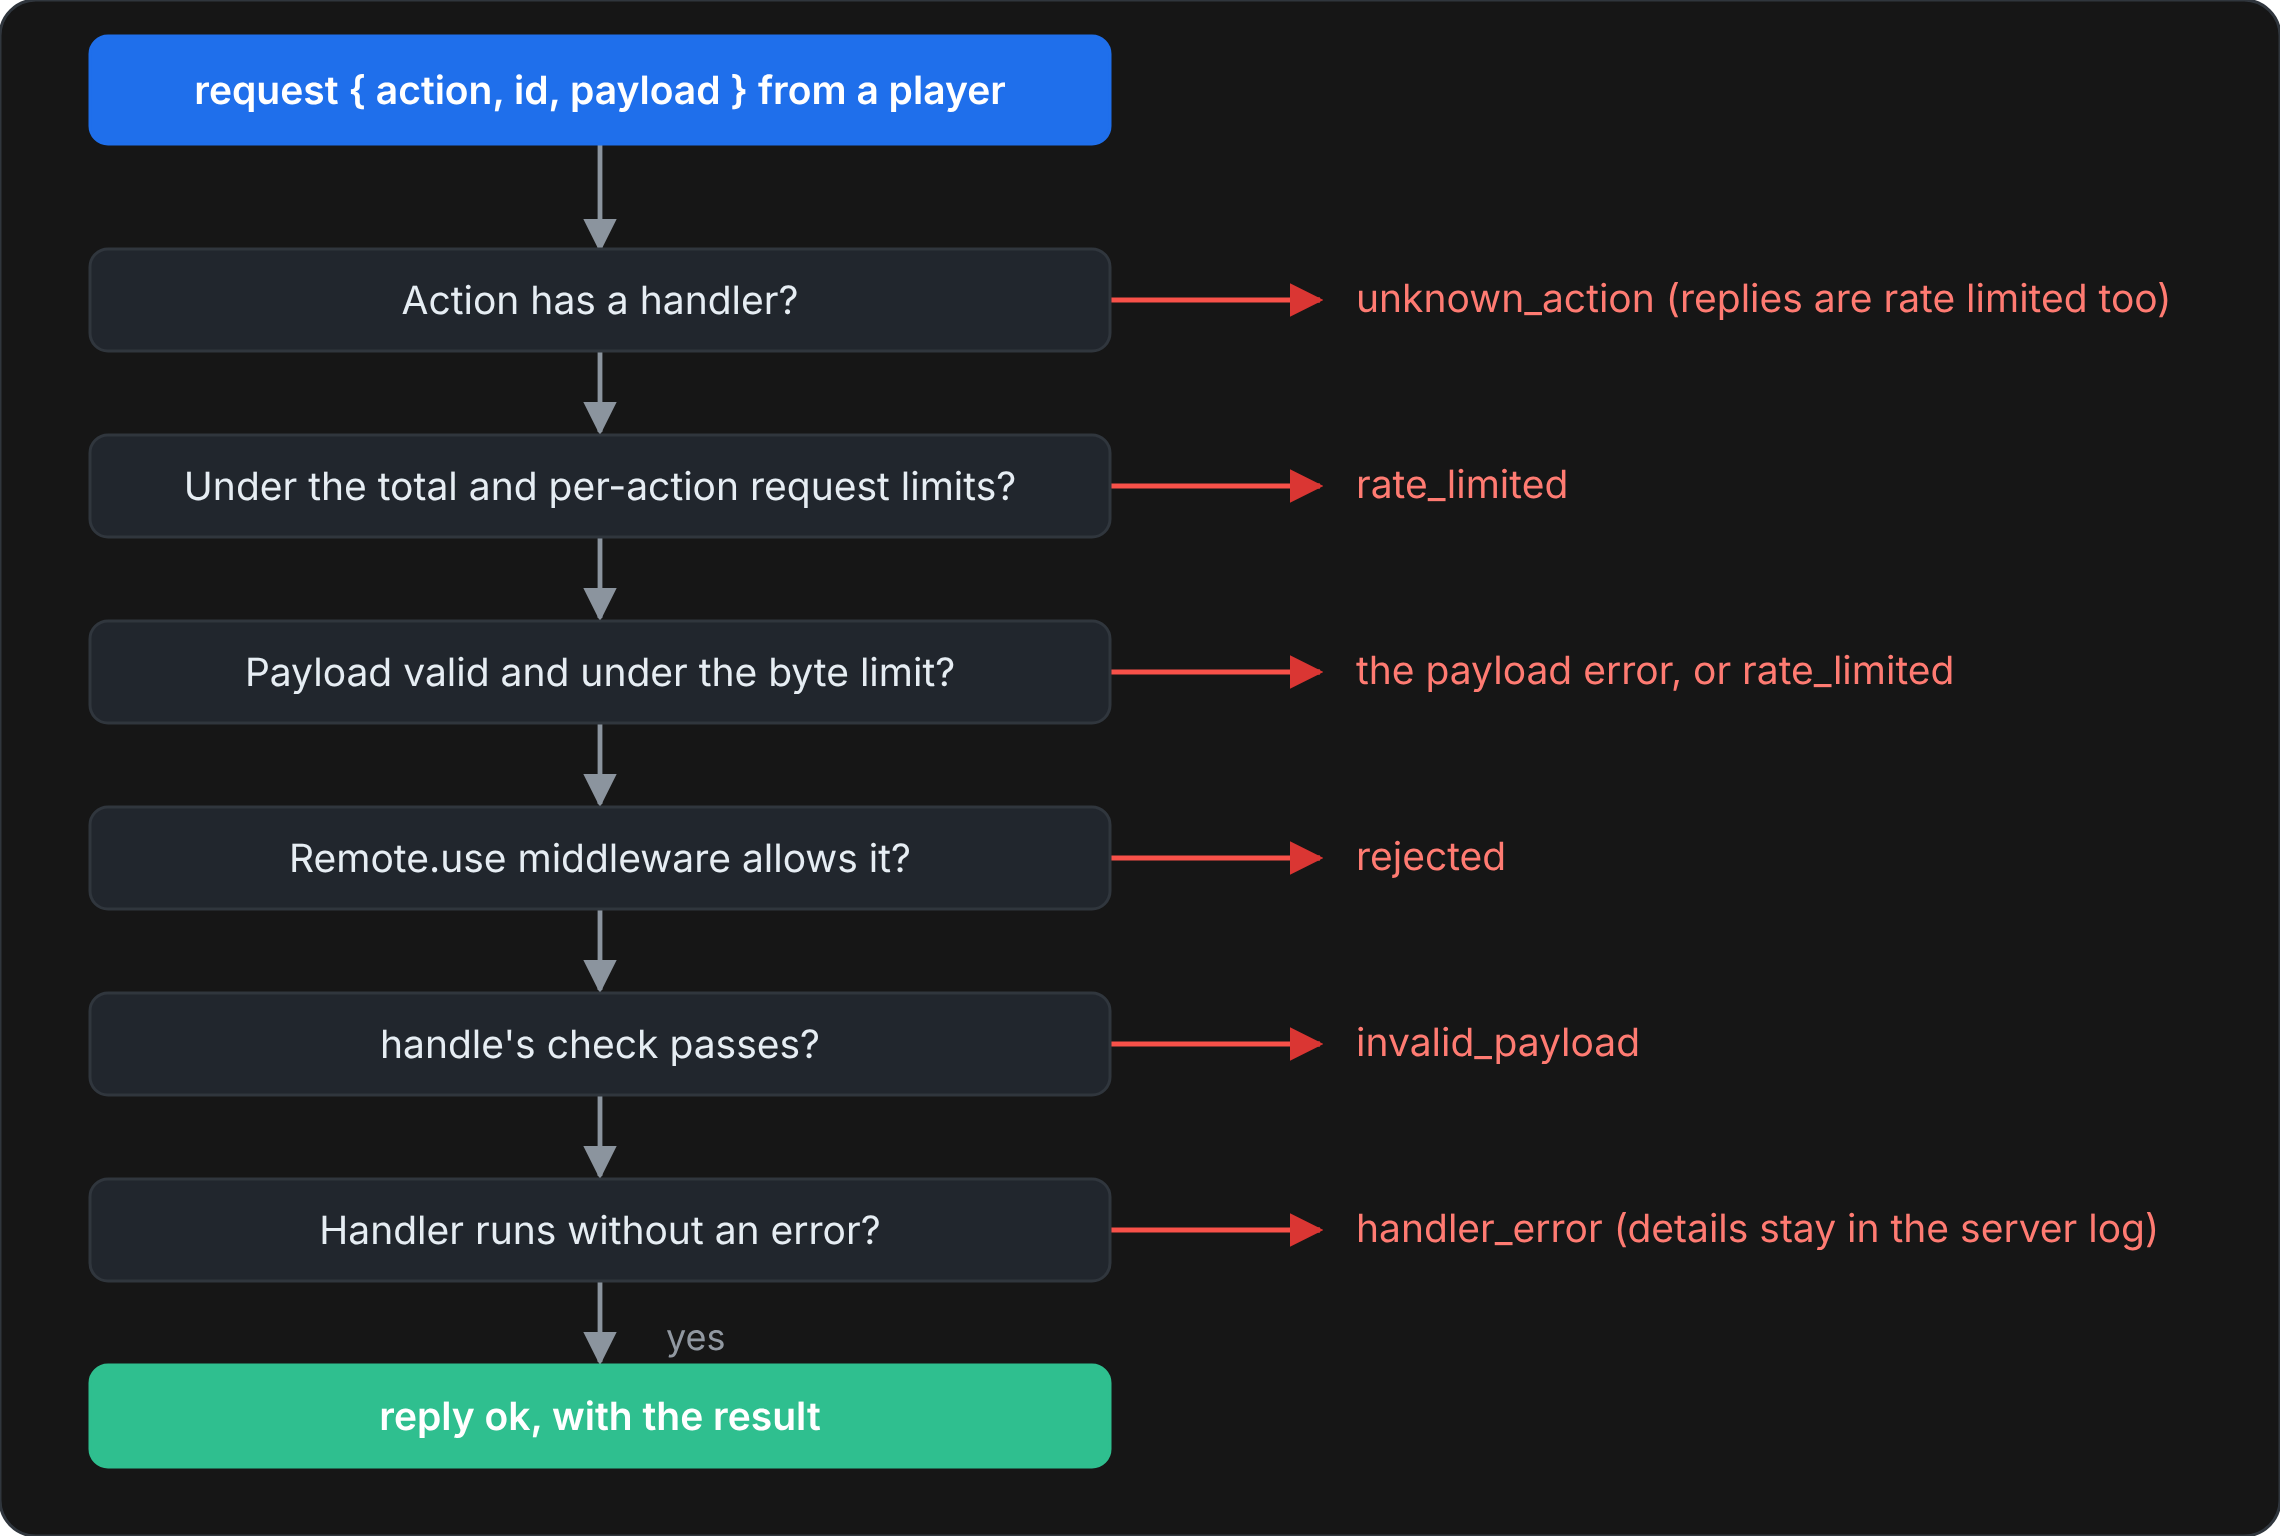 request { action, id, payload } from a player
Action has a handler?
unknown_action (replies are rate limited too)
Under the total and per-action request limits?
rate_limited
Payload valid and under the byte limit?
the payload error, or rate_limited
Remote.use middleware allows it?
rejected
handle's check passes?
invalid_payload
Handler runs without an error?
handler_error (details stay in the server log)
yes
reply ok, with the result